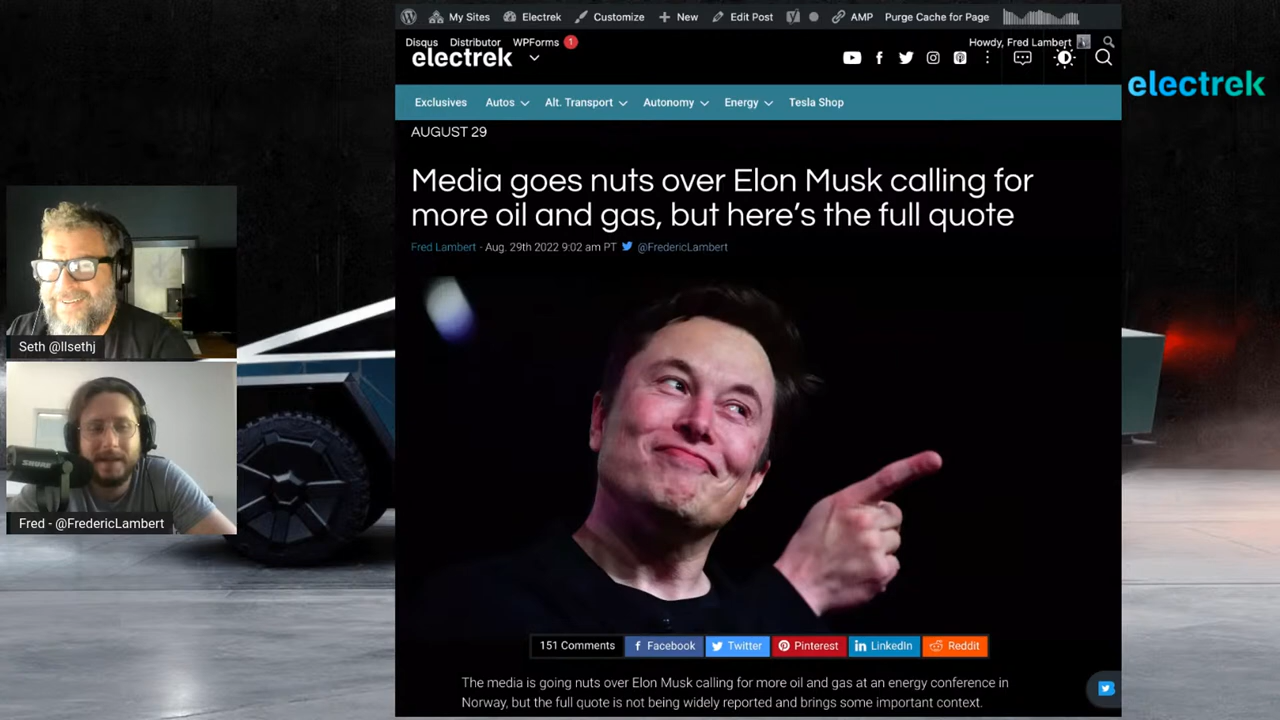 My Sites Electrek Customize New Edit Post AMP Purge Cache for Page
Disqus Distributor WPForms 1 Howdy, Fred Lambert
electrek
electrek
Exclusives Autos Alt. Transport Autonomy Energy Tesla Shop
AUGUST 29
Media goes nuts over Elon Musk calling for
more oil and gas, but here’s the full quote
Fred Lambert - Aug. 29th 2022 9:02 am PT @FredericLambert
Seth @llsethj
SHURE
Fred - @FredericLambert
151 Comments Facebook Twitter Pinterest LinkedIn Reddit
The media is going nuts over Elon Musk calling for more oil and gas at an energy conference in
Norway, but the full quote is not being widely reported and brings some important context.